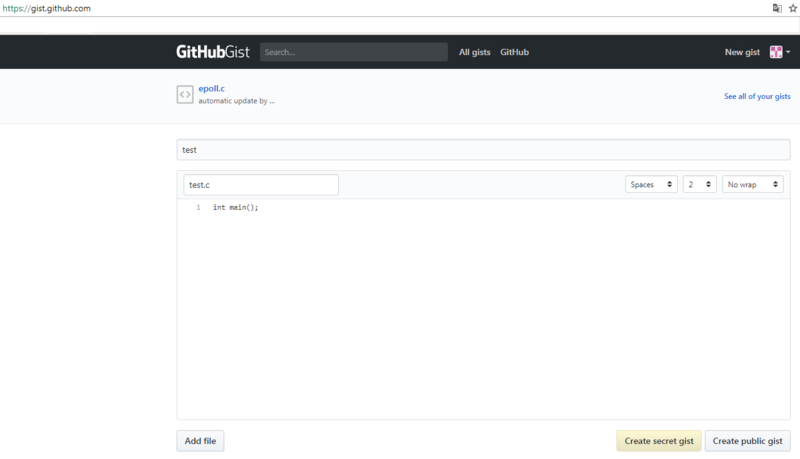 https://gist.github.com
GitHubGist Search... All gists GitHub New gist
epoll.c
automatic update by ...
See all of your gists
test
test.c Spaces 2 No wrap
1 int main();
Add file Create secret gist Create public gist